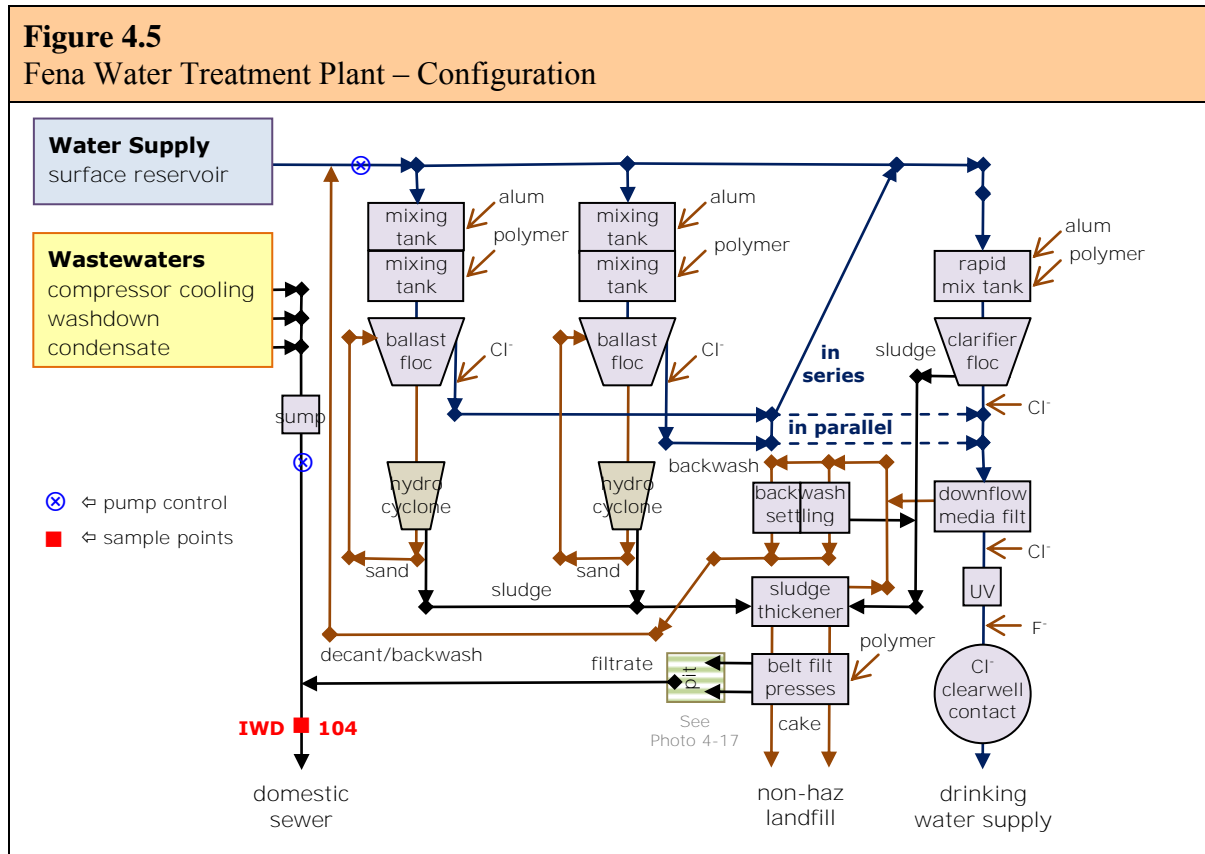 Figure 4.5
Fena Water Treatment Plant – Configuration
Water Supply
surface reservoir
Wastewaters
compressor cooling
washdown
condensate
sump
⊗ ⇦ pump control
■ ⇦ sample points
IWD 104
domestic
sewer
mixing
tank
alum
mixing
tank
polymer
ballast
floc
Cl-
hydro
cyclone
sand
mixing
tank
alum
mixing
tank
polymer
ballast
floc
Cl-
hydro
cyclone
sand
sludge
decant/backwash
in
series
in parallel
backwash
backwash
settling
sludge
thickener
filtrate
pit
See
Photo 4-17
belt filt
presses
polymer
cake
non-haz
landfill
rapid
mix tank
alum
polymer
sludge
clarifier
floc
Cl-
downflow
media filt
Cl-
UV
F-
Cl-
clearwell
contact
drinking
water supply